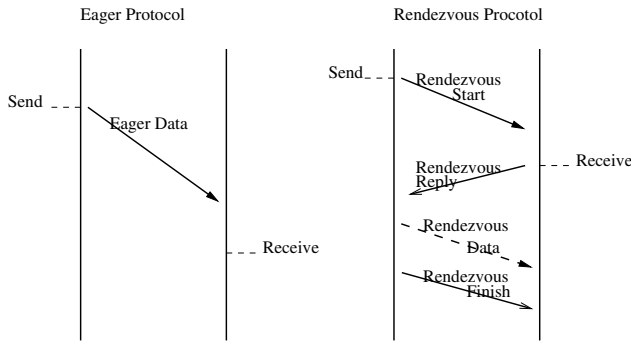 Eager Protocol
Send
Eager Data
Receive
Rendezvous Procotol
Send
Rendezvous
Start
Receive
Rendezvous
Reply
Rendezvous
Data
Rendezvous
Finish